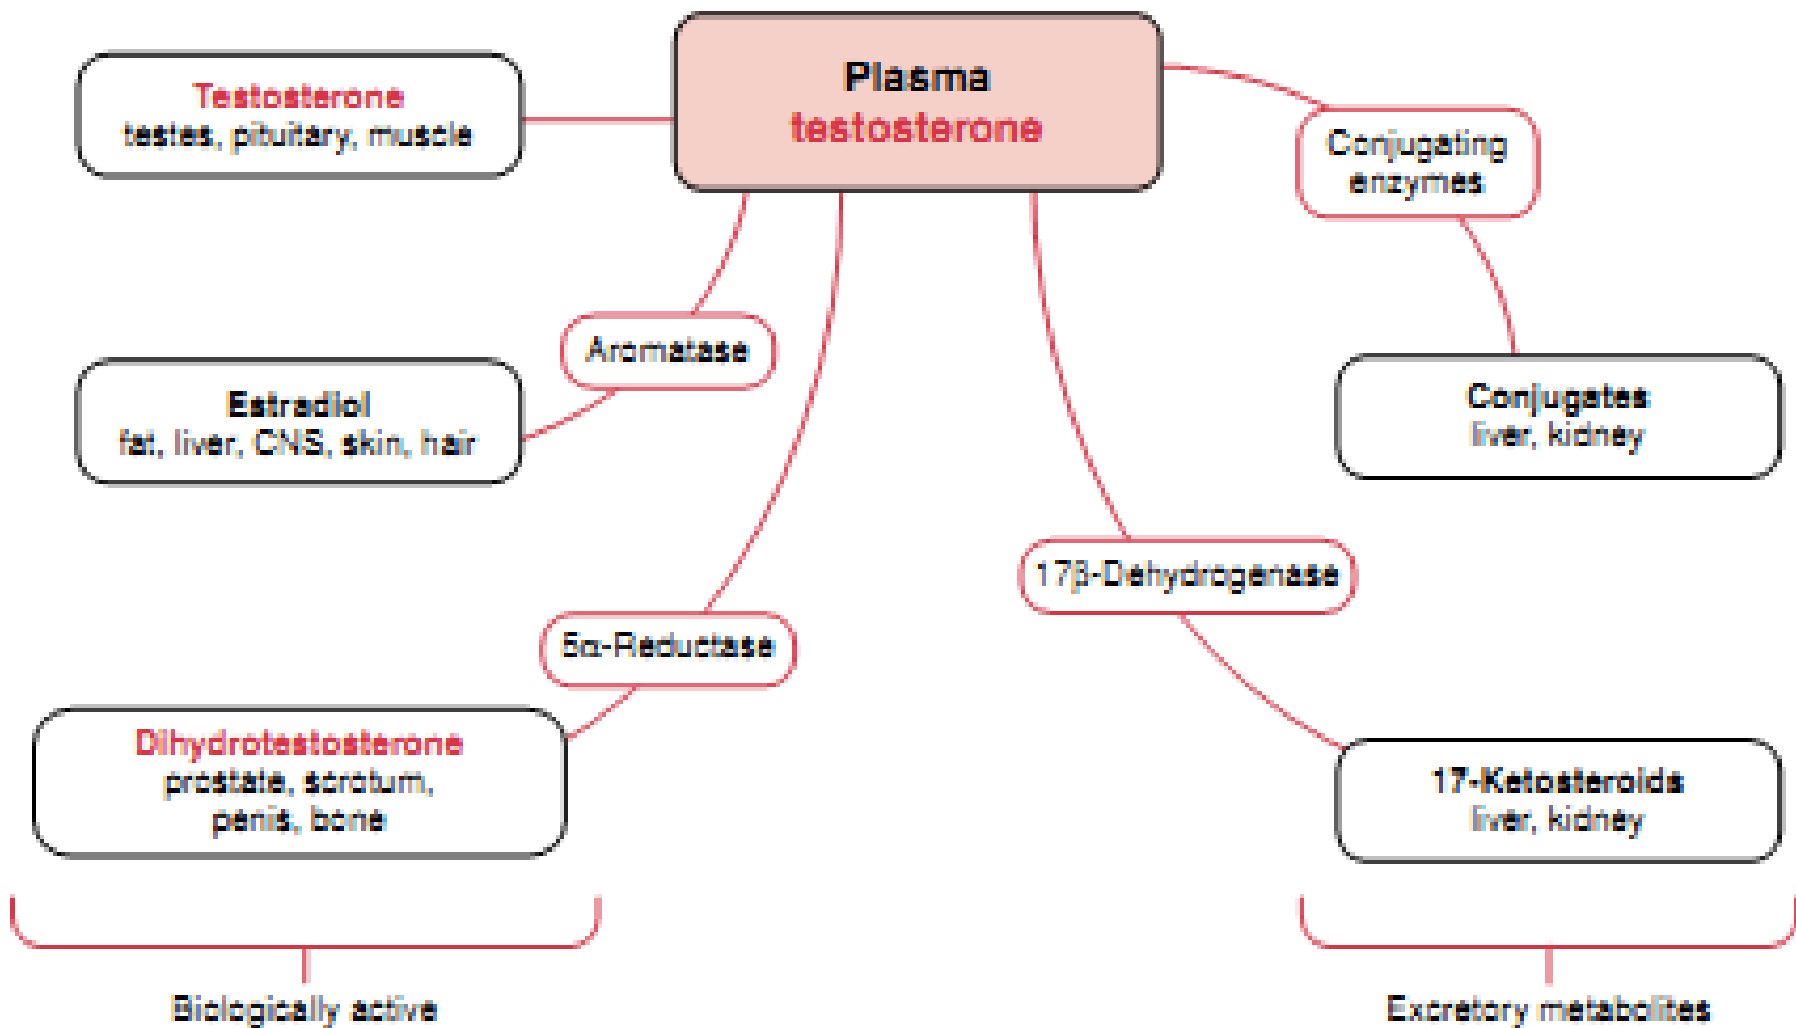 Plasma
testosterone
Testosterone
testes, pituitary, muscle
Conjugating
enzymes
Aromatase
Estradiol
fat, liver, CNS, skin, hair
Conjugates
liver, kidney
17β-Dehydrogenase
5α-Reductase
Dihydrotestosterone
prostate, scrotum,
penis, bone
17-Ketosteroids
liver, kidney
Biologically active
Excretory metabolites